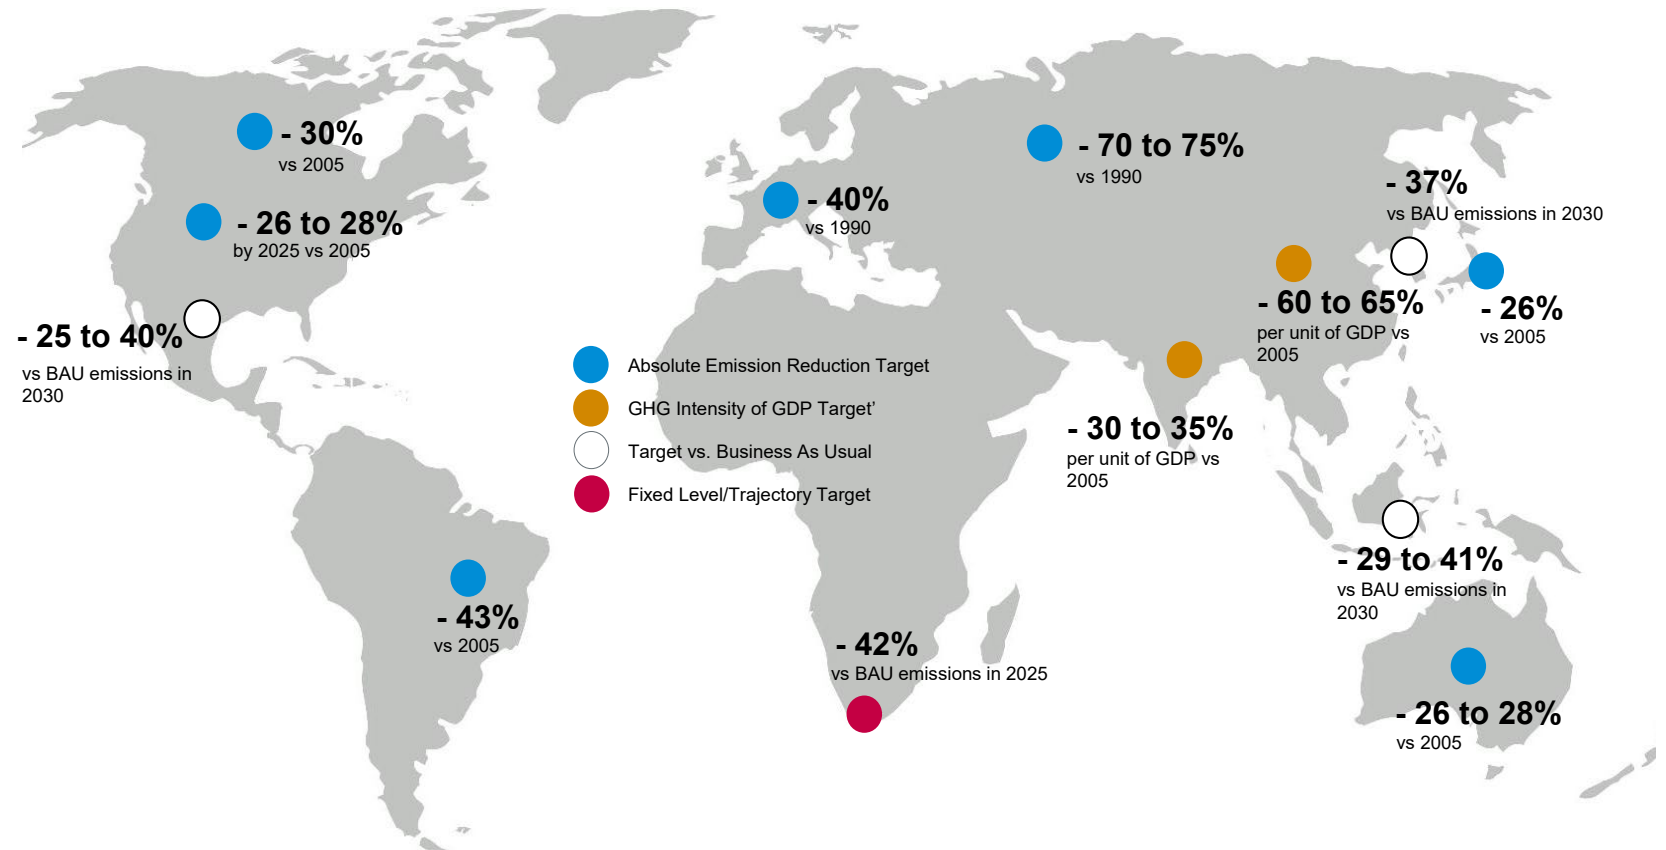 - 30%
vs 2005
- 26 to 28%
by 2025 vs 2005
- 25 to 40%
vs BAU emissions in
2030
- 43%
vs 2005
- 40%
vs 1990
- 70 to 75%
vs 1990
- 37%
vs BAU emissions in 2030
- 60 to 65%
per unit of GDP vs
2005
- 26%
vs 2005
Absolute Emission Reduction Target
GHG Intensity of GDP Target’
Target vs. Business As Usual
Fixed Level/Trajectory Target
- 30 to 35%
per unit of GDP vs
2005
- 29 to 41%
vs BAU emissions in
2030
- 42%
vs BAU emissions in 2025
- 26 to 28%
vs 2005